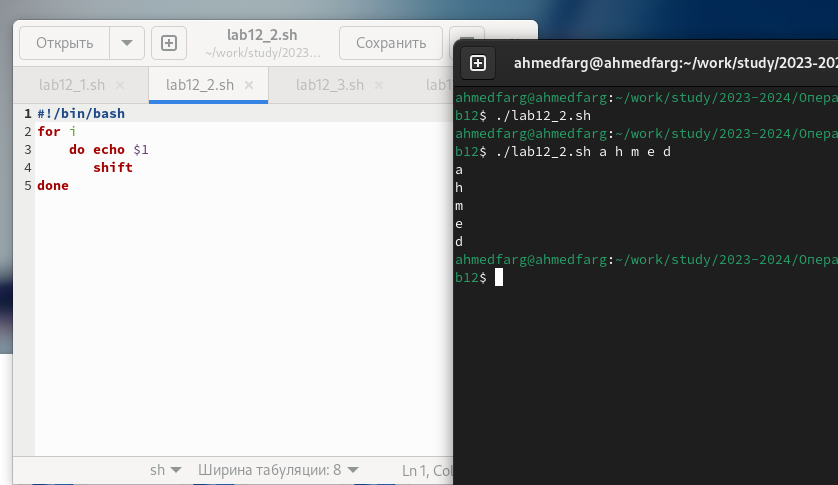 Открыть
lab12_2.sh
~/work/study/2023…
Сохранить
lab12_1.sh
lab12_2.sh
lab12_3.sh
1 #!/bin/bash
2 for i
3 do echo $1
4 shift
5 done
sh
Ширина табуляции: 8
Ln 1,
ahmedfarg@ahmedfarg:~/work/study/2023-202
ahmedfarg@ahmedfarg:~/work/study/2023-2024/Опера
b12$ ./lab12_2.sh
ahmedfarg@ahmedfarg:~/work/study/2023-2024/Опера
b12$ ./lab12_2.sh a h m e d
a
h
m
e
d
ahmedfarg@ahmedfarg:~/work/study/2023-2024/Опера
b12$